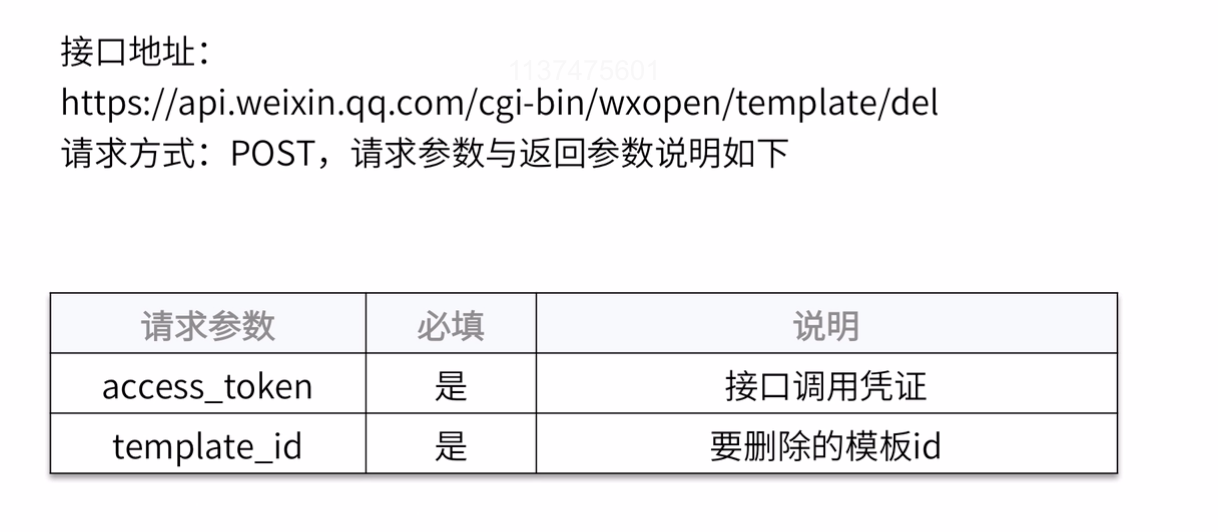 接口地址：
1137475601
https://api.weixin.qq.com/cgi-bin/wxopen/template/del
请求方式：POST，请求参数与返回参数说明如下
请求参数 必填 说明
access_token 是 接口调用凭证
template_id 是 要删除的模板id